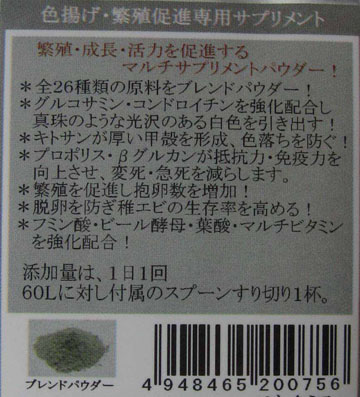 色揚げ・繁殖促進専用サプリメント
繁殖・成長・活力を促進する
マルチサプリメントパウダー！
＊全26種類の原料をブレンドパウダー！
＊グルコサミン・コンドロイチンを強化配合し
真珠のような光沢のある白色を引き出す！
＊キトサンが厚い甲殻を形成、色落ちを防ぐ！
＊プロポリス・βグルカンが抵抗力・免疫力を
向上させ、変死・急死を減らします。
＊繁殖を促進し抱卵数を増加！
＊脱卵を防ぎ稚エビの生存率を高める！
＊フミン酸・ビール酵母・葉酸・マルチビタミン
を強化配合！
添加量は、1日1回
60Lに対し付属のスプーンすり切り1杯。
ブレンドパウダー
4 948465 200756